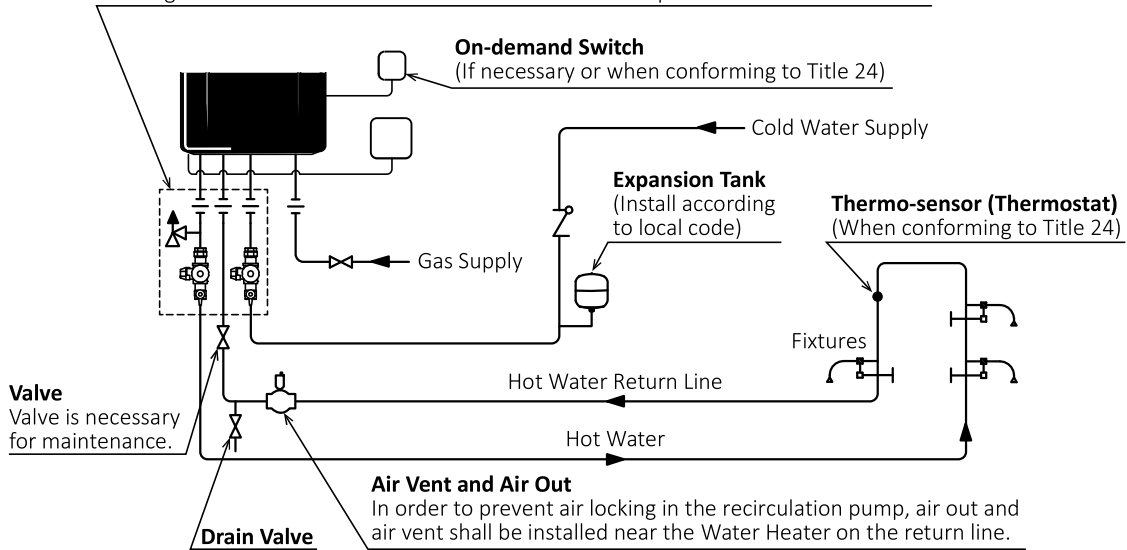 On-demand Switch
(If necessary or when conforming to Title 24)
Cold Water Supply
Expansion Tank
(Install according
to local code)
Thermo-sensor (Thermostat)
(When conforming to Title 24)
Gas Supply
Fixtures
Hot Water Return Line
Valve
Valve is necessary
for maintenance.
Hot Water
Air Vent and Air Out
In order to prevent air locking in the recirculation pump, air out and
air vent shall be installed near the Water Heater on the return line.
Drain Valve